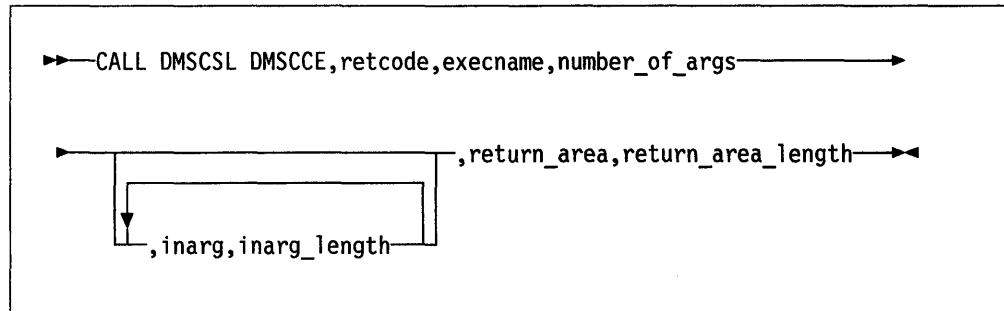 CALL DMSCSL DMSCCE,retcode,execname,number_of_args
,return_area,return_area_length
,inarg,inarg_length